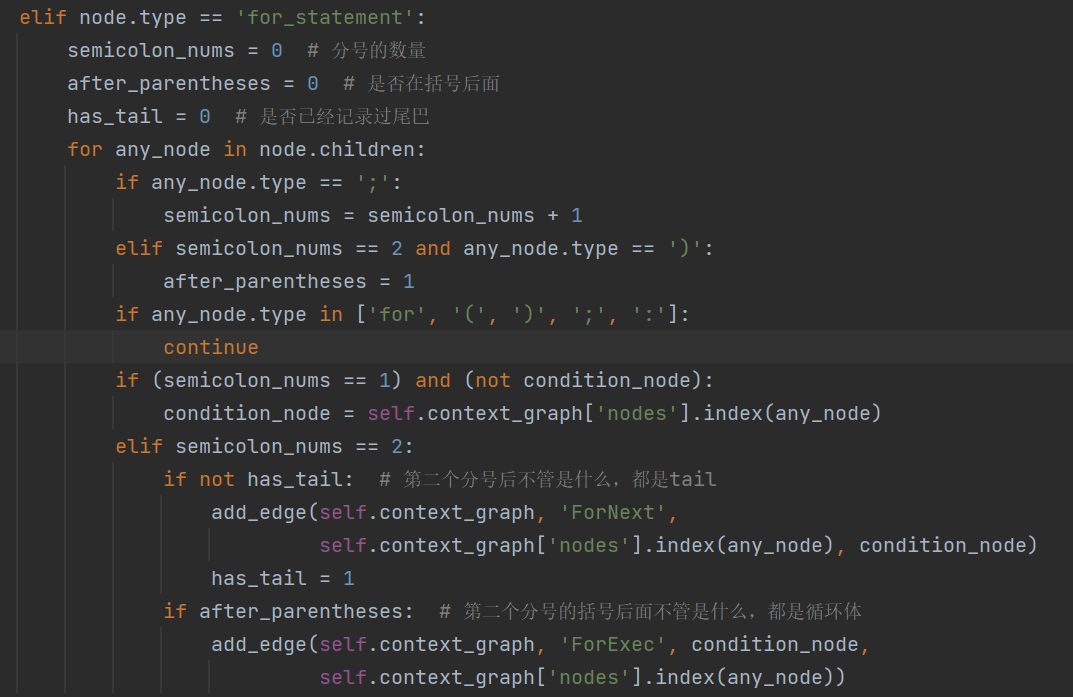 elif node.type == 'for_statement':
    semicolon_nums = 0  # 分号的数量
    after_parentheses = 0  # 是否在括号后面
    has_tail = 0  # 是否已经记录过尾巴
    for any_node in node.children:
        if any_node.type == ';':
            semicolon_nums = semicolon_nums + 1
        elif semicolon_nums == 2 and any_node.type == ')':
            after_parentheses = 1
        if any_node.type in ['for', '(', ')', ';', ':']:
            continue
        if (semicolon_nums == 1) and (not condition_node):
            condition_node = self.context_graph['nodes'].index(any_node)
        elif semicolon_nums == 2:
            if not has_tail:  # 第二个分号后不管是什么，都是tail
                add_edge(self.context_graph, 'ForNext',
                         self.context_graph['nodes'].index(any_node), condition_node)
                has_tail = 1
            if after_parentheses:  # 第二个分号的括号后面不管是什么，都是循环体
                add_edge(self.context_graph, 'ForExec', condition_node,
                         self.context_graph['nodes'].index(any_node))